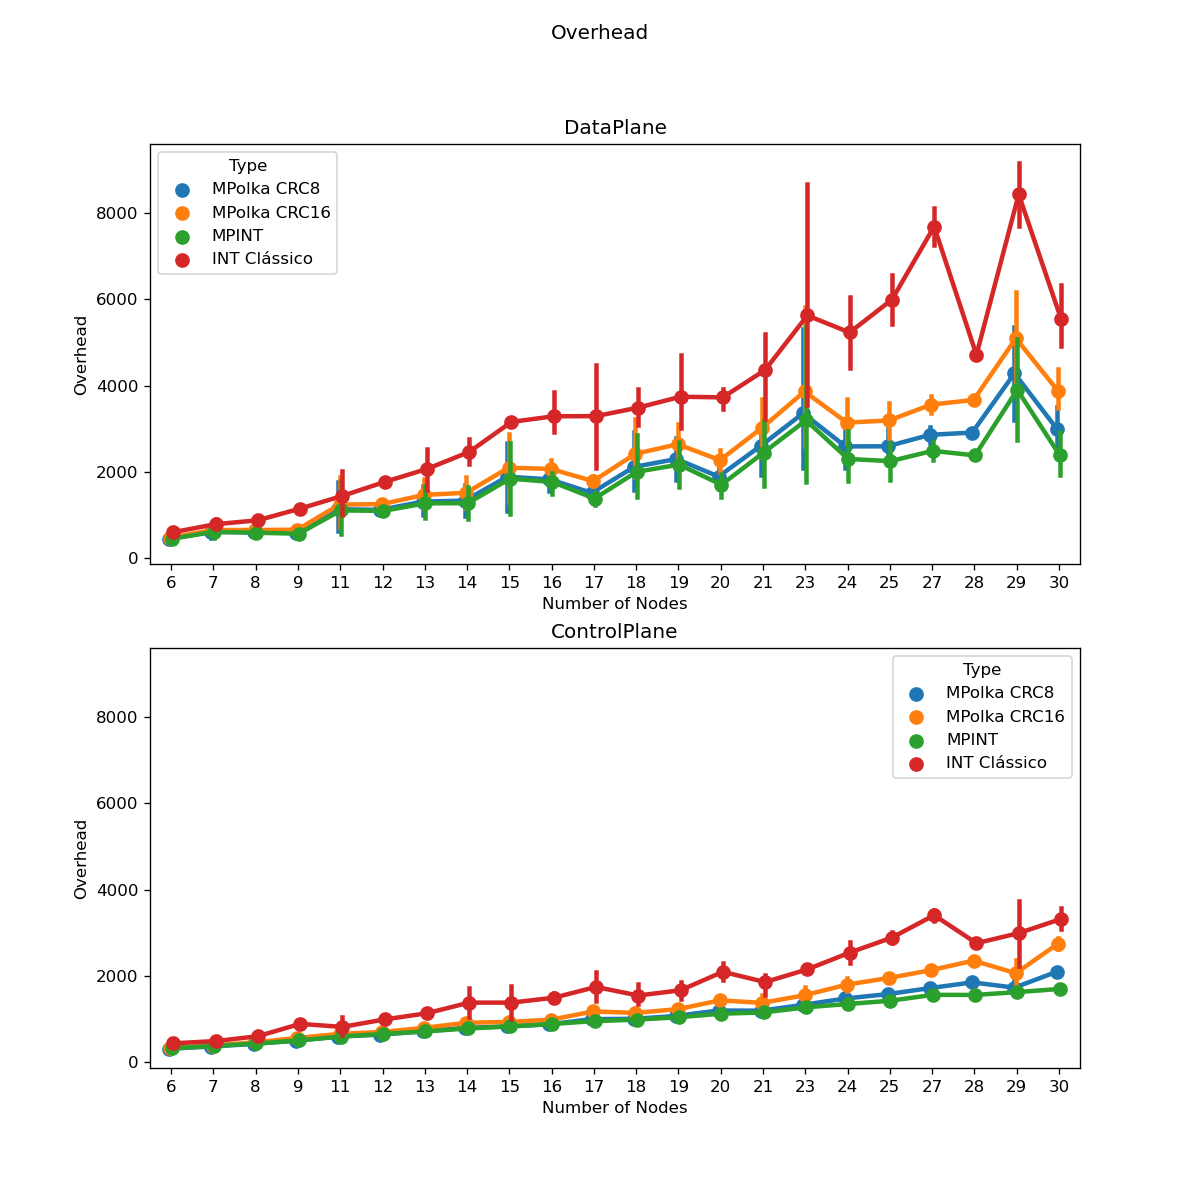 Overhead
DataPlane
Type
MPolka CRC8
MPolka CRC16
MPINT
INT Clássico
8000
6000
4000
2000
0
Overhead
6 7 8 9 11 12 13 14 15 16 17 18 19 20 21 23 24 25 27 28 29 30
Number of Nodes
ControlPlane
Type
MPolka CRC8
MPolka CRC16
MPINT
INT Clássico
8000
6000
4000
2000
0
Overhead
6 7 8 9 11 12 13 14 15 16 17 18 19 20 21 23 24 25 27 28 29 30
Number of Nodes